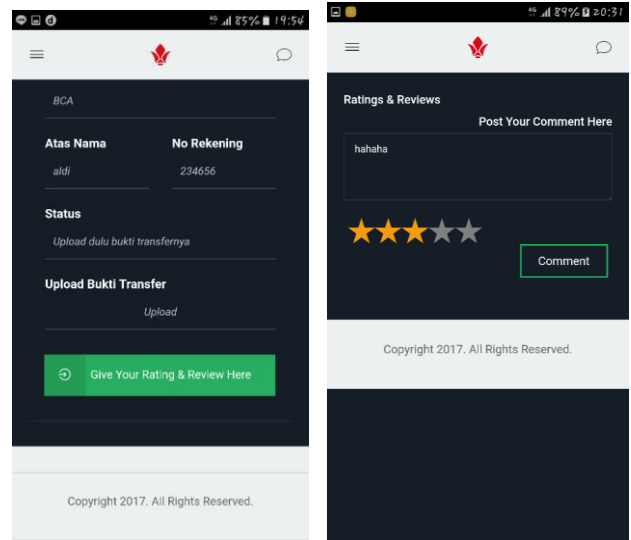 85% 19:54
BCA
Atas Nama No Rekening
aldi 234656
Status
Upload dulu bukti transfernya
Upload Bukti Transfer
Upload
Give Your Rating & Review Here
Copyright 2017. All Rights Reserved.
89% 20:31
Ratings & Reviews
Post Your Comment Here
hahaha
Comment
Copyright 2017. All Rights Reserved.